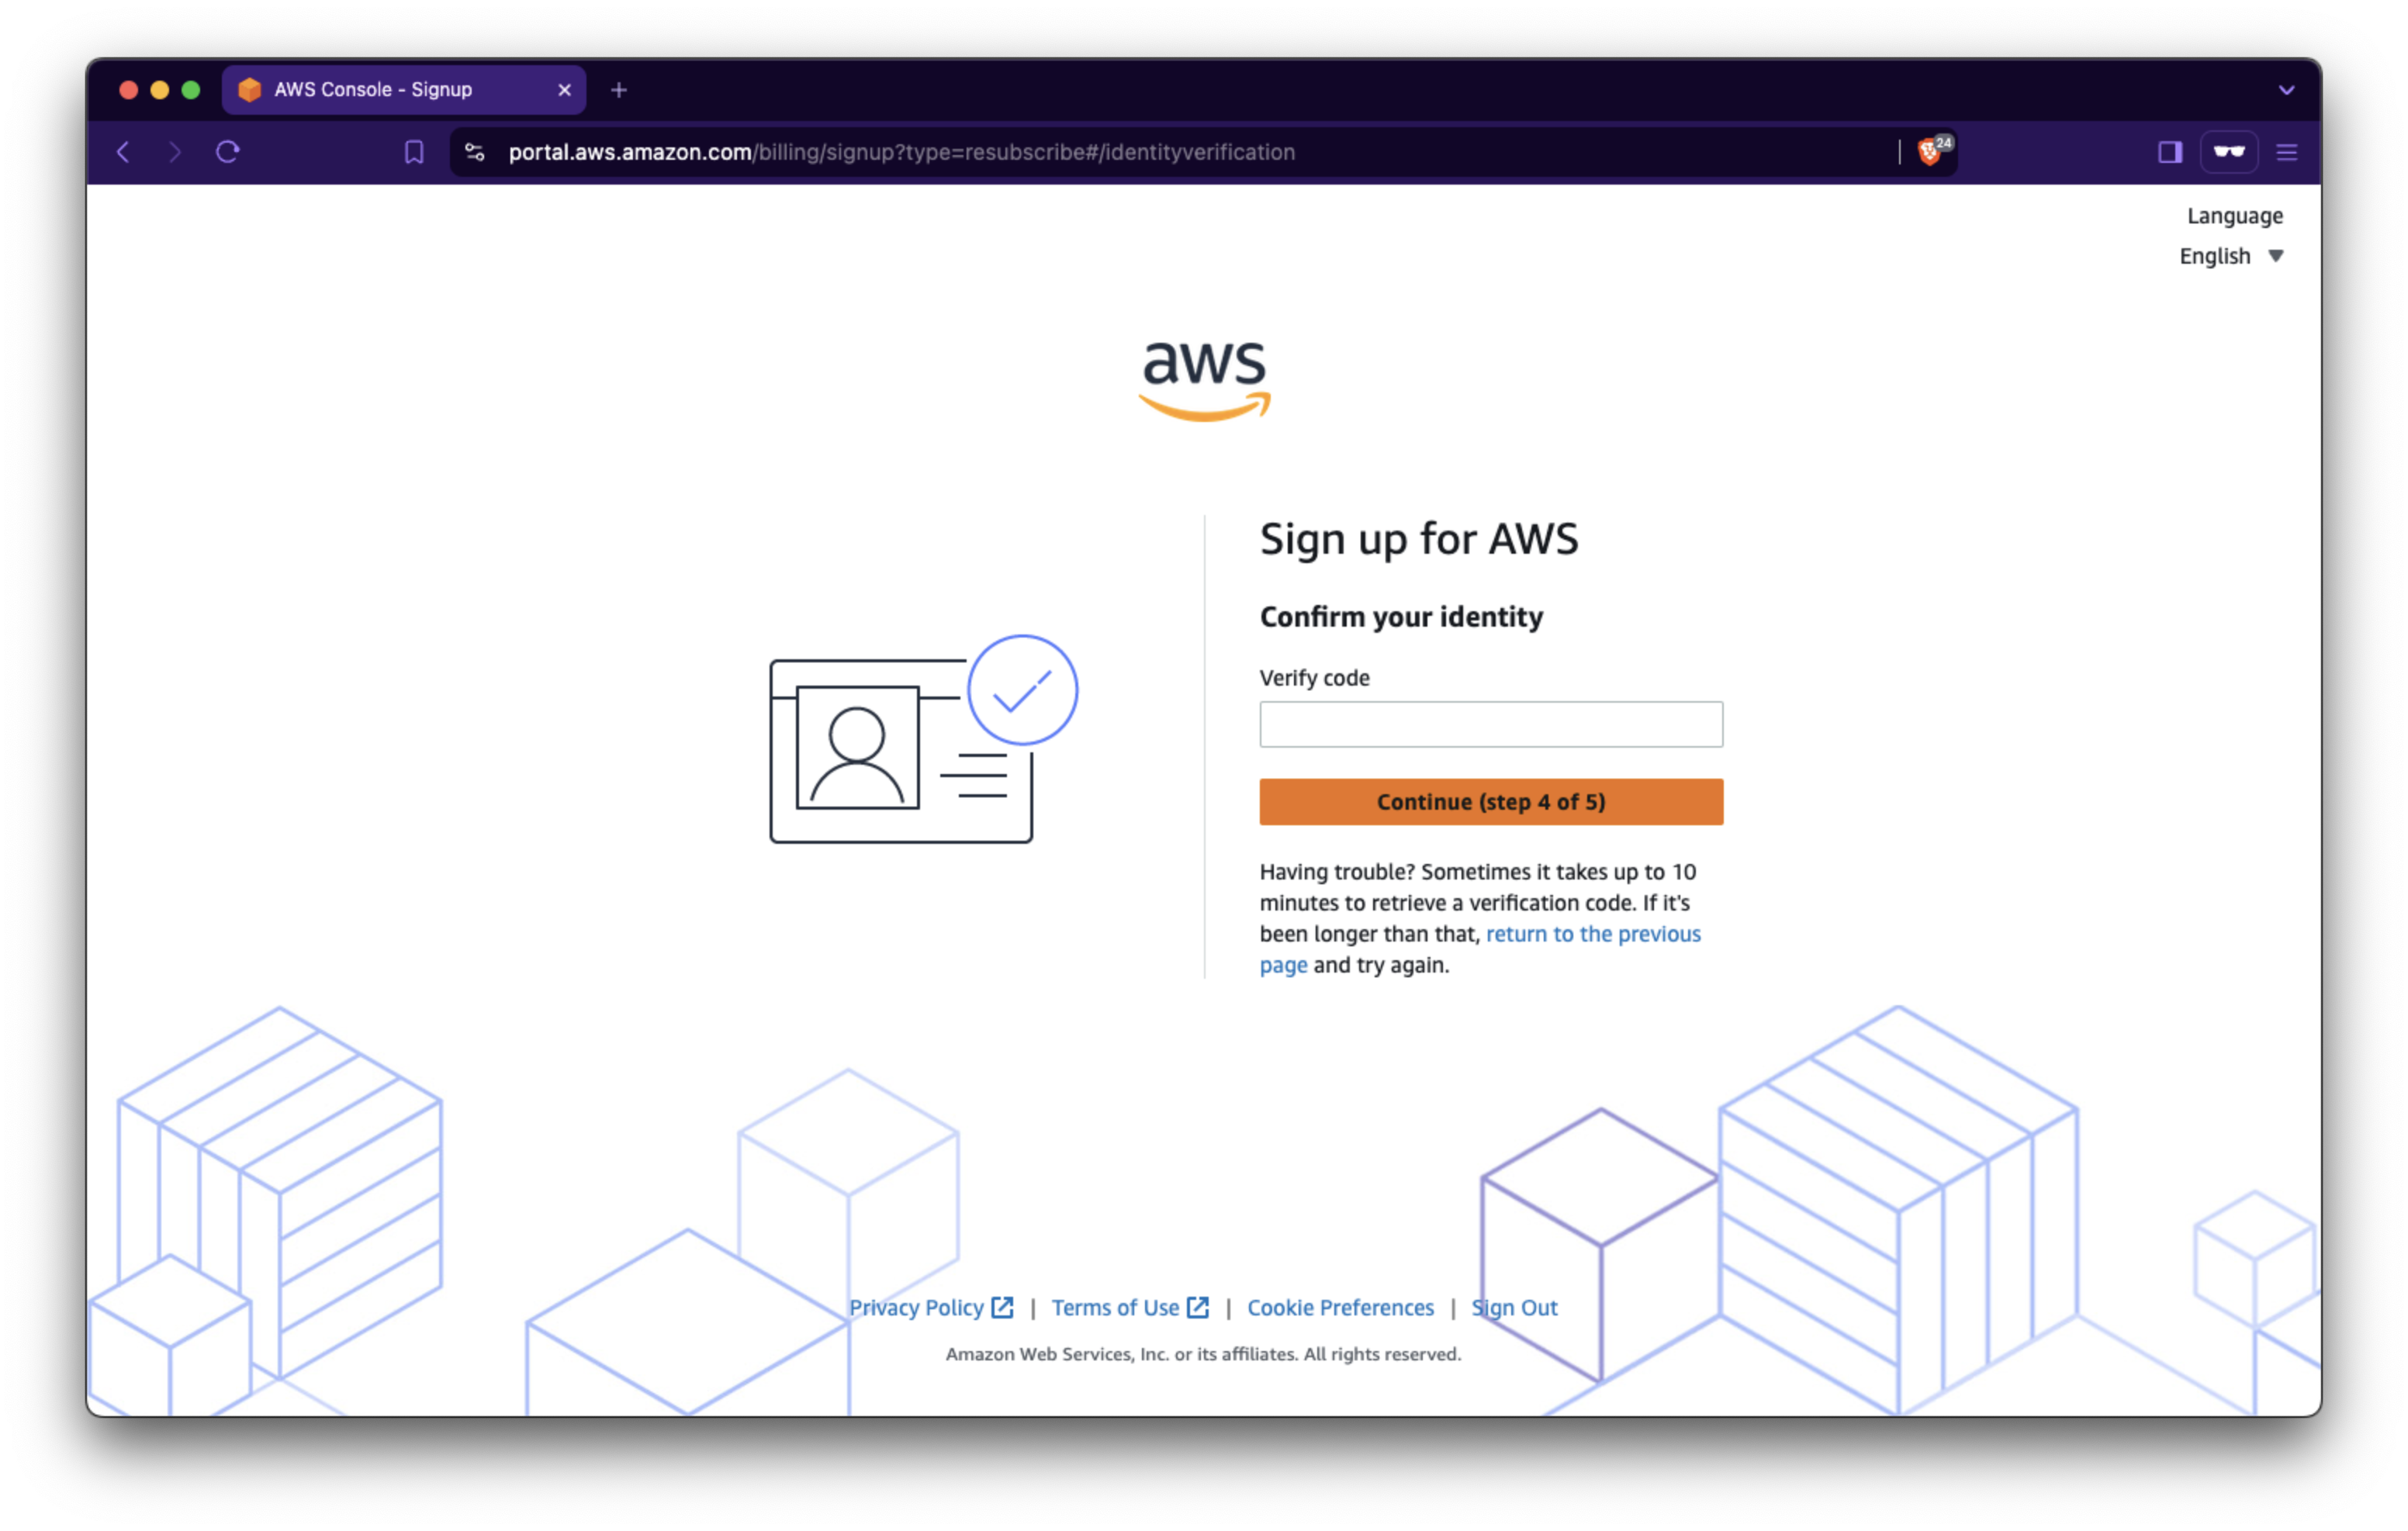 AWS Console - Signup
portal.aws.amazon.com/billing/signup?type=resubscribe#/identityverification
24
Language
English
aws
Sign up for AWS
Confirm your identity
Verify code
Continue (step 4 of 5)
Having trouble? Sometimes it takes up to 10
minutes to retrieve a verification code. If it's
been longer than that, return to the previous
page and try again.
Privacy Policy | Terms of Use | Cookie Preferences | Sign Out
Amazon Web Services, Inc. or its affiliates. All rights reserved.